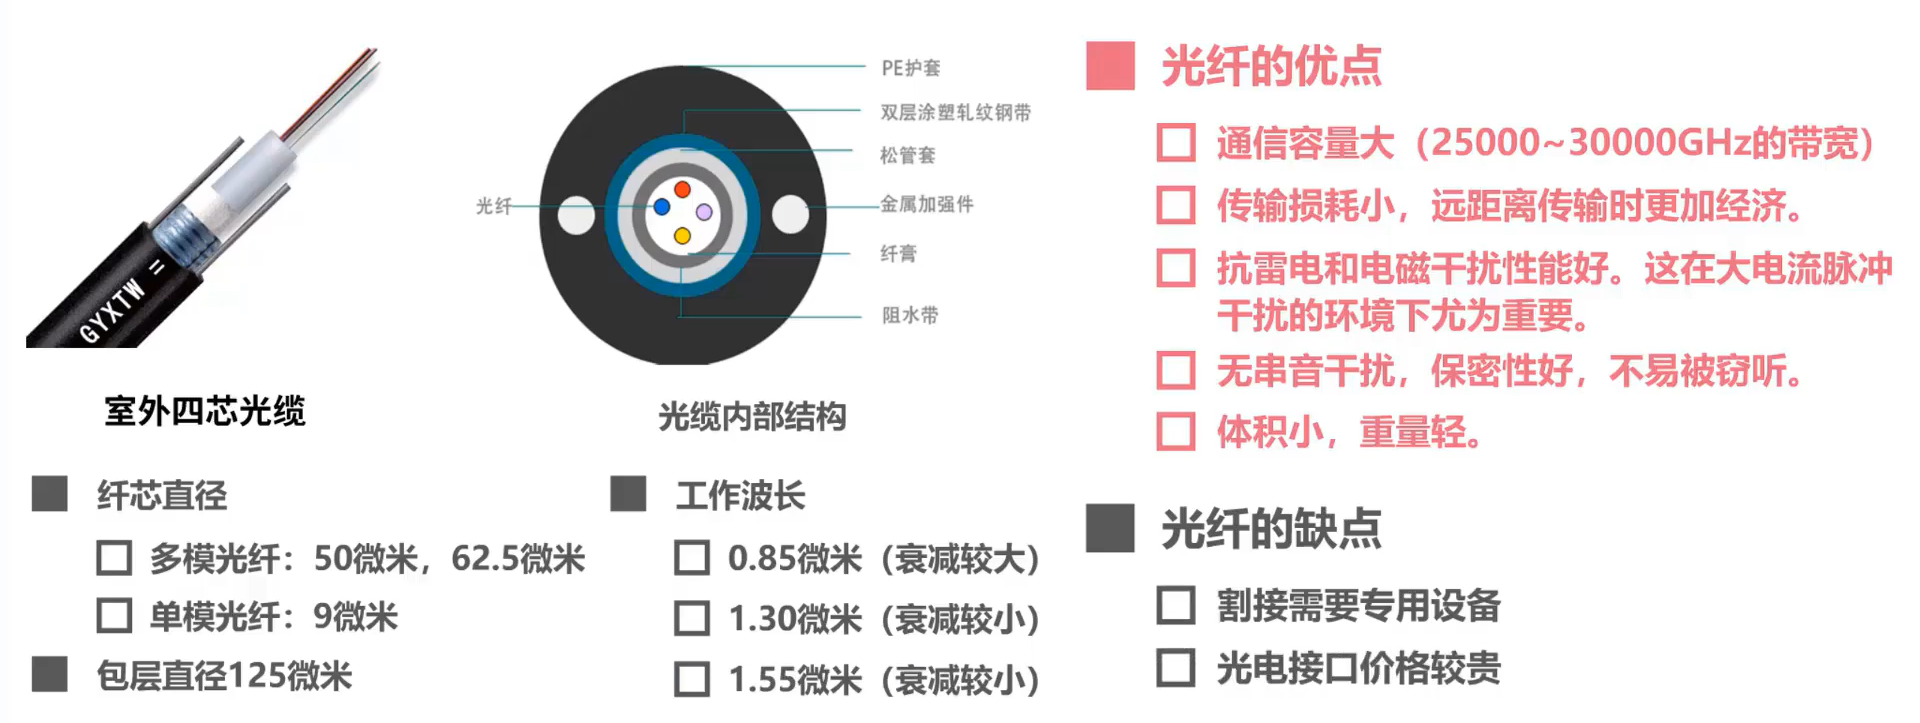 GYXTW =
室外四芯光缆
PE护套
双层涂塑轧纹钢带
松管套
光纤
金属加强件
纤膏
阻水带
光缆内部结构
纤芯直径
多模光纤：50微米，62.5微米
单模光纤：9微米
包层直径125微米
工作波长
0.85微米（衰减较大）
1.30微米（衰减较小）
1.55微米（衰减较小）
光纤的优点
通信容量大（25000~30000GHz的带宽）
传输损耗小，远距离传输时更加经济。
抗雷电和电磁干扰性能好。这在大电流脉冲
干扰的环境下尤为重要。
无串音干扰，保密性好，不易被窃听。
体积小，重量轻。
光纤的缺点
割接需要专用设备
光电接口价格较贵